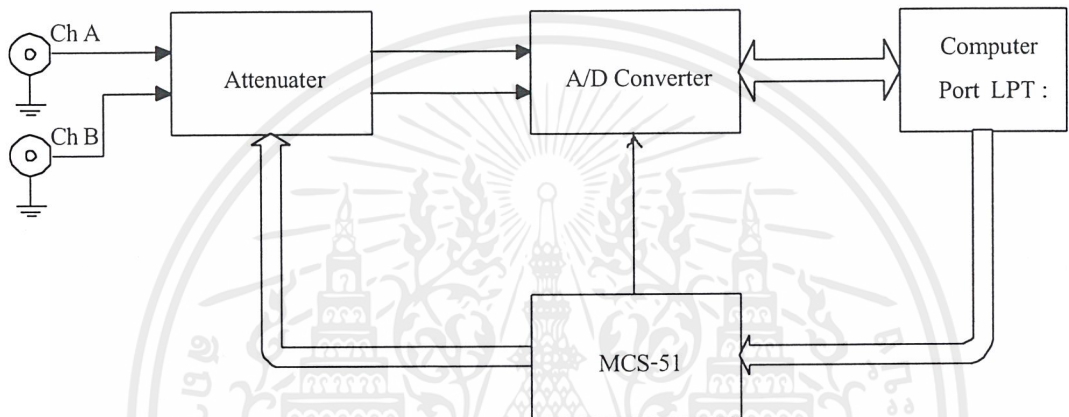 Ch A
Attenuater
A/D Converter
Computer
Port LPT :
Ch B
MCS-51